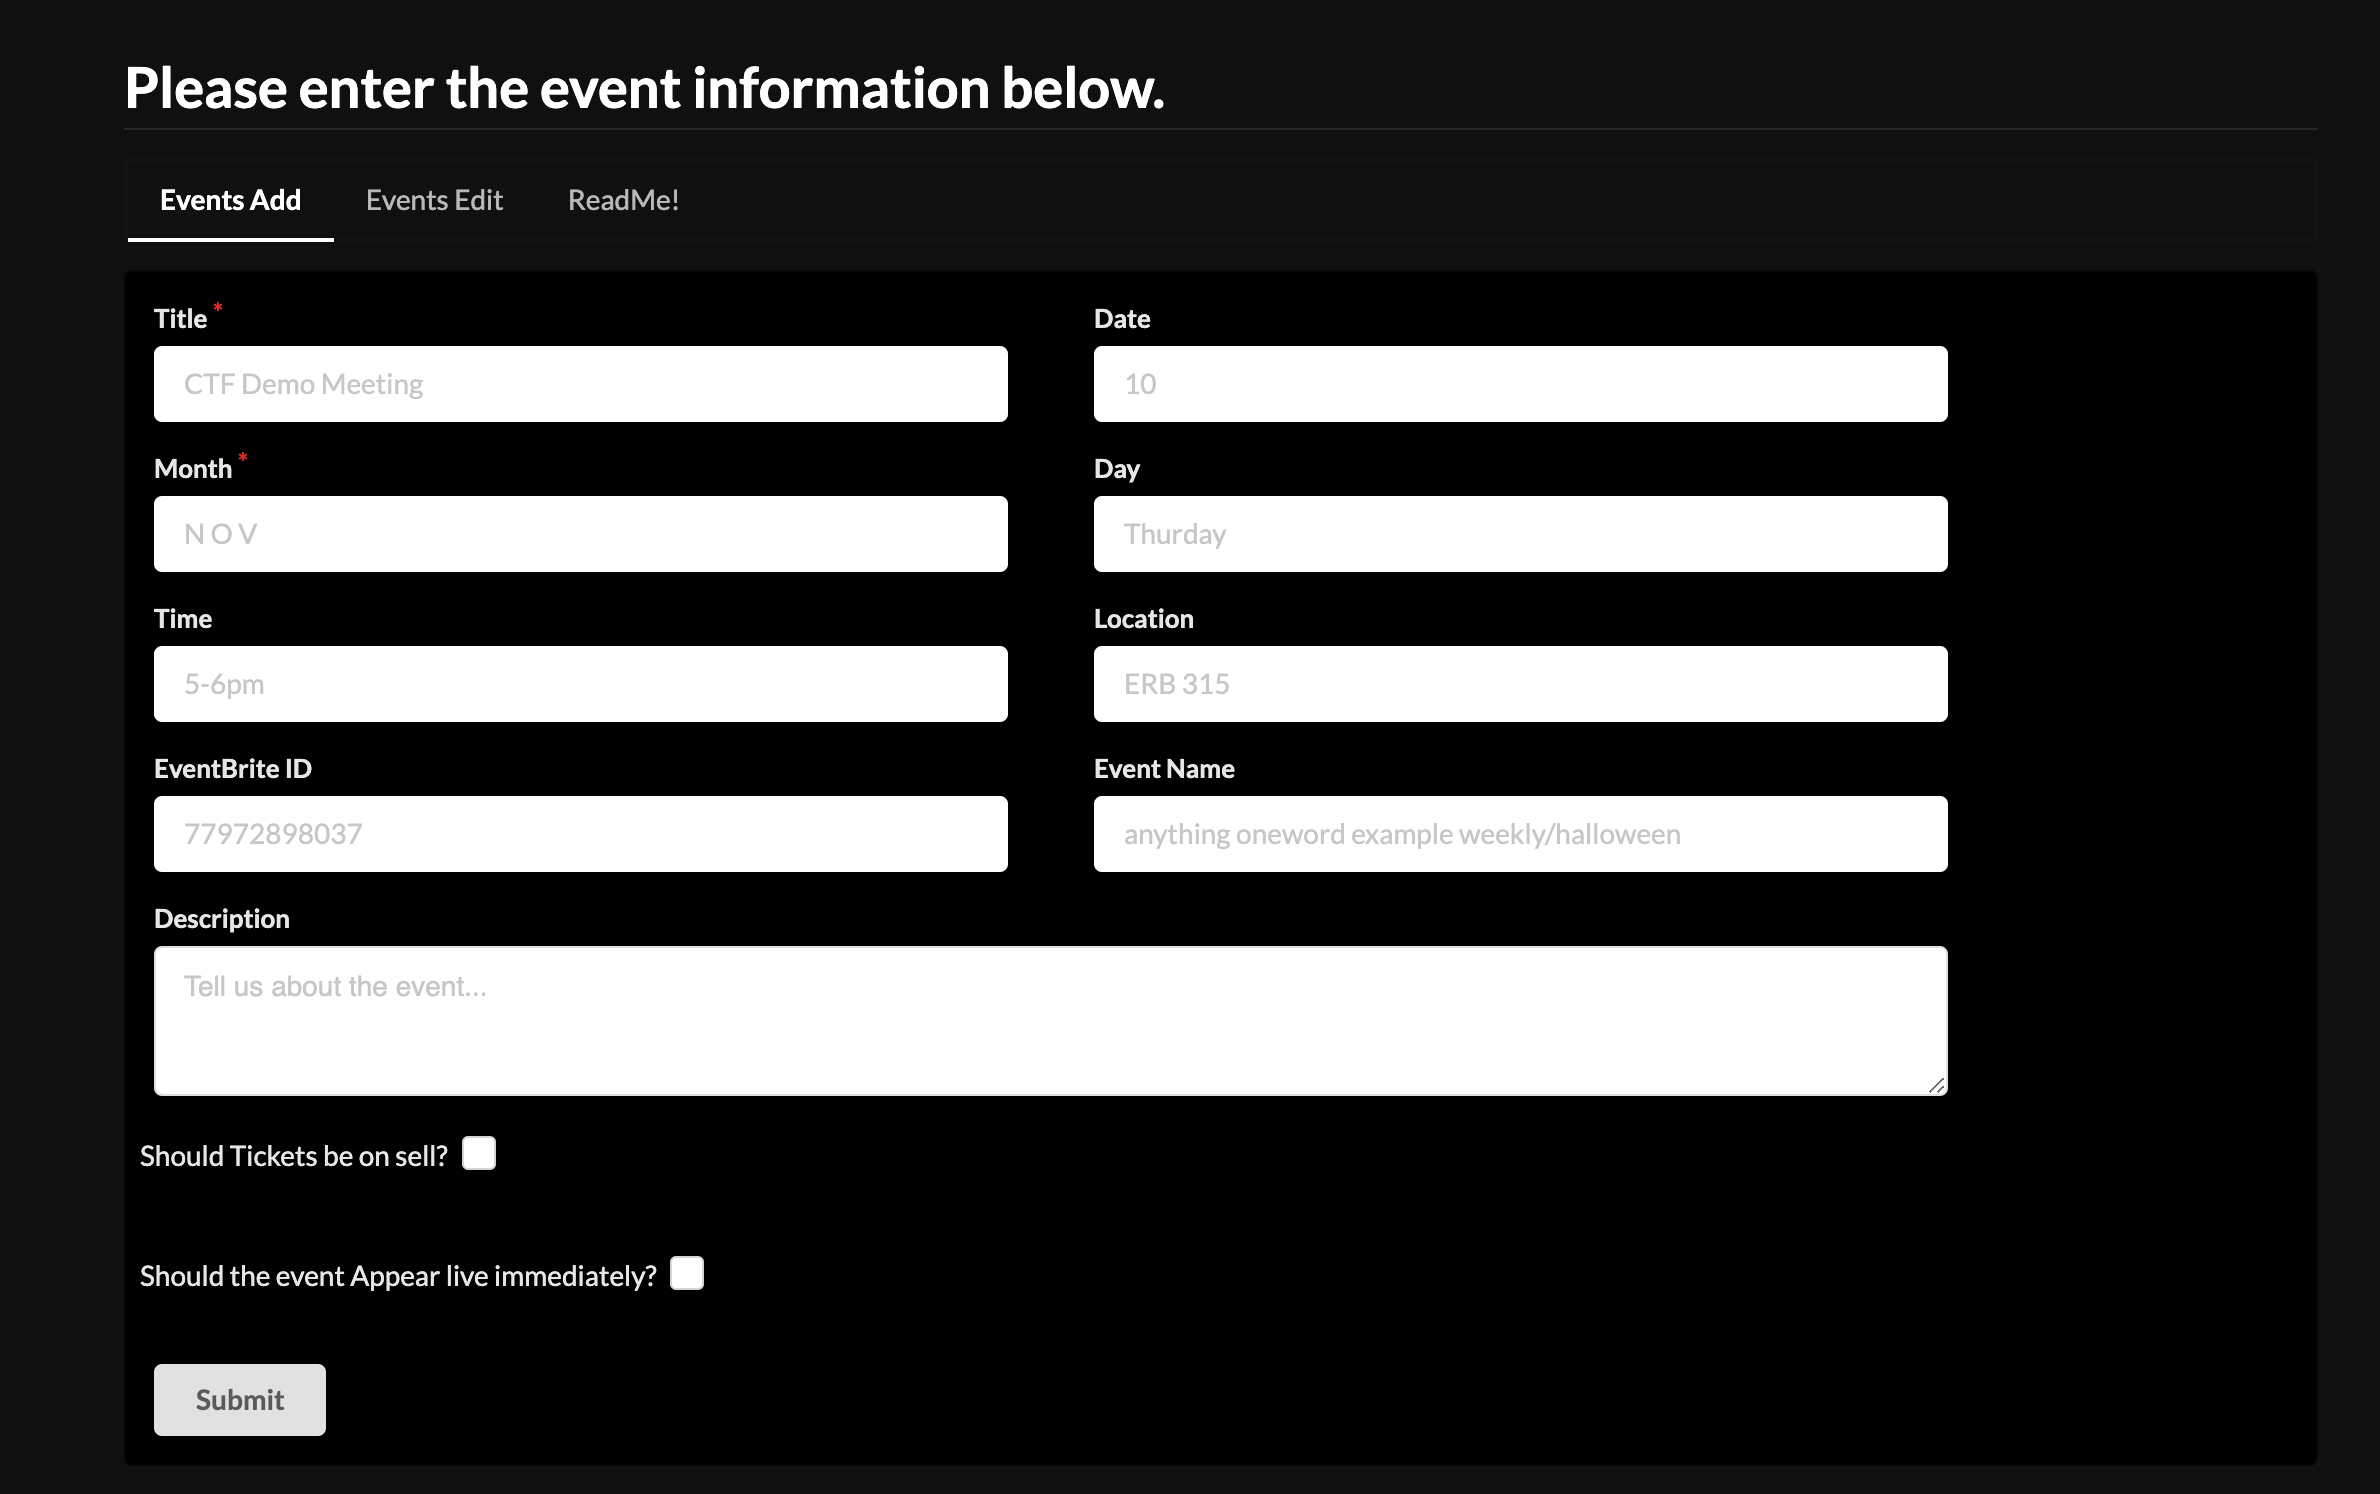 Please enter the event information below.
Events Add Events Edit ReadMe!
Title * Date
CTF Demo Meeting 10
Month * Day
N O V Thurday
Time Location
5-6pm ERB 315
EventBrite ID Event Name
77972898037 anything oneword example weekly/halloween
Description
Tell us about the event...
Should Tickets be on sell?
Should the event Appear live immediately?
Submit